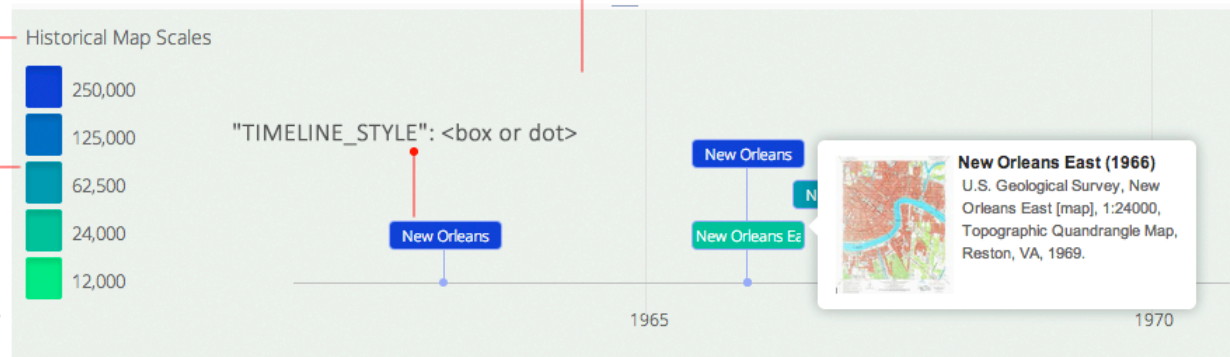 Historical Map Scales
250,000
125,000
62,500
24,000
12,000
"TIMELINE_STYLE": <box or dot>
New Orleans
New Orleans
N
New Orleans Ea
New Orleans East (1966)
U.S. Geological Survey, New
Orleans East [map], 1:24000,
Topographic Quandrangle Map,
Reston, VA, 1969.
1965
1970